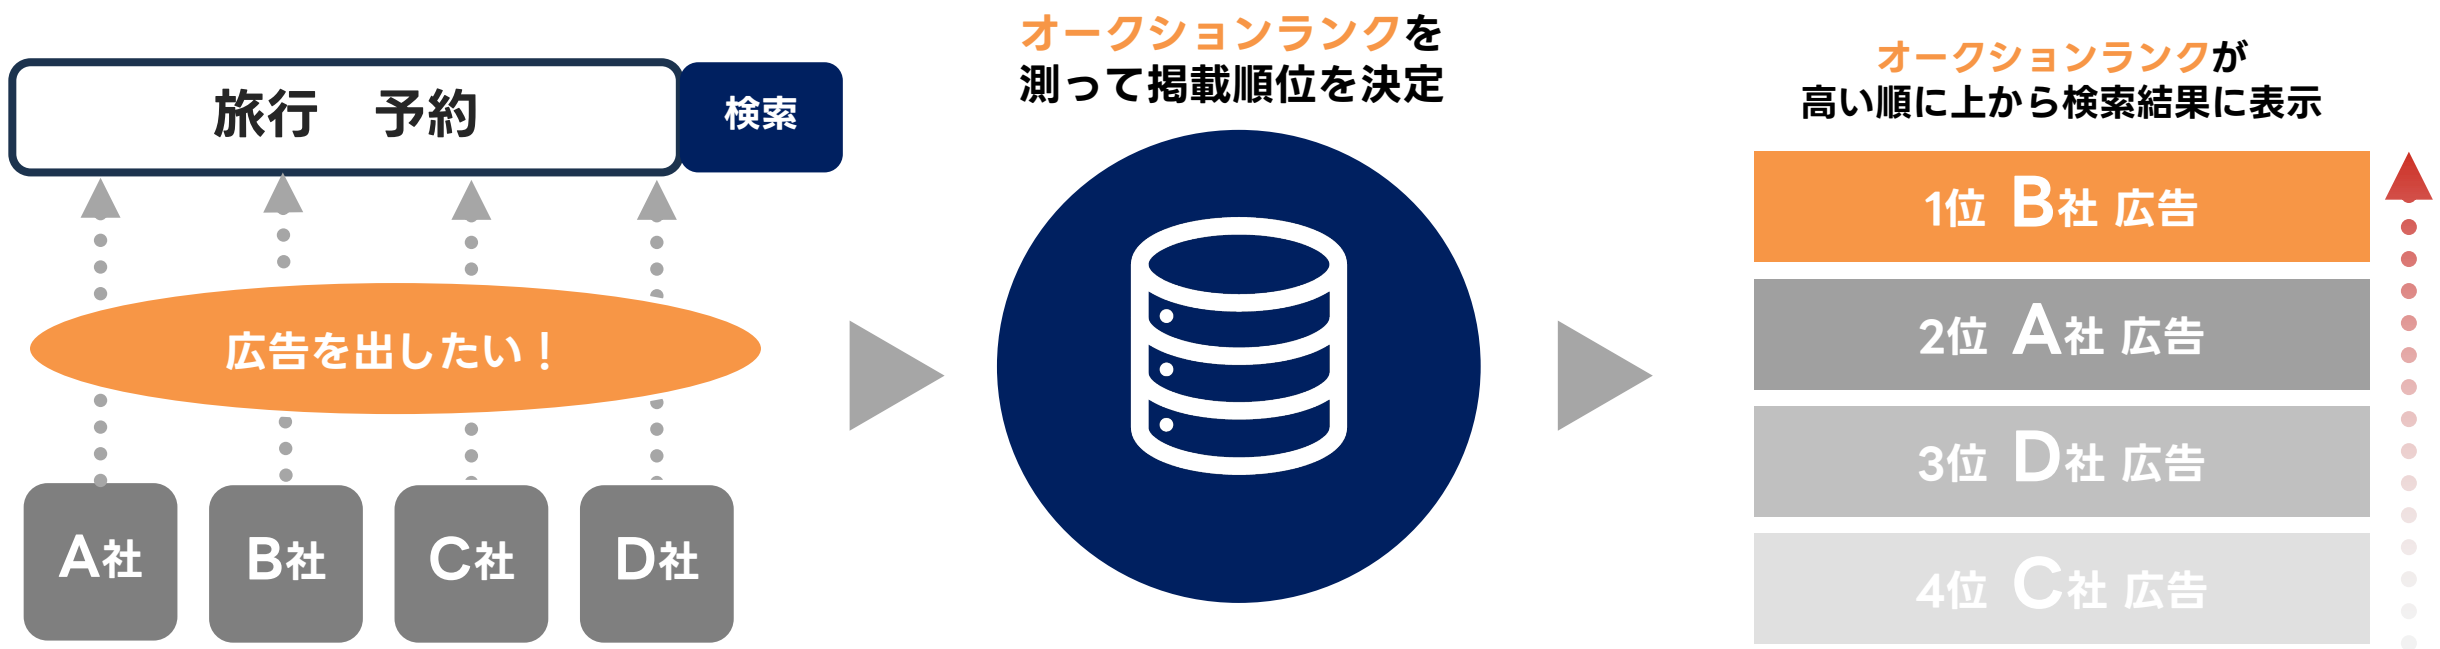 旅行　予約
検索
広告を出したい！
A社
B社
C社
D社
オークションランクを
測って掲載順位を決定
オークションランクが
高い順に上から検索結果に表示
1位 B社 広告
2位 A社 広告
3位 D社 広告
4位 C社 広告